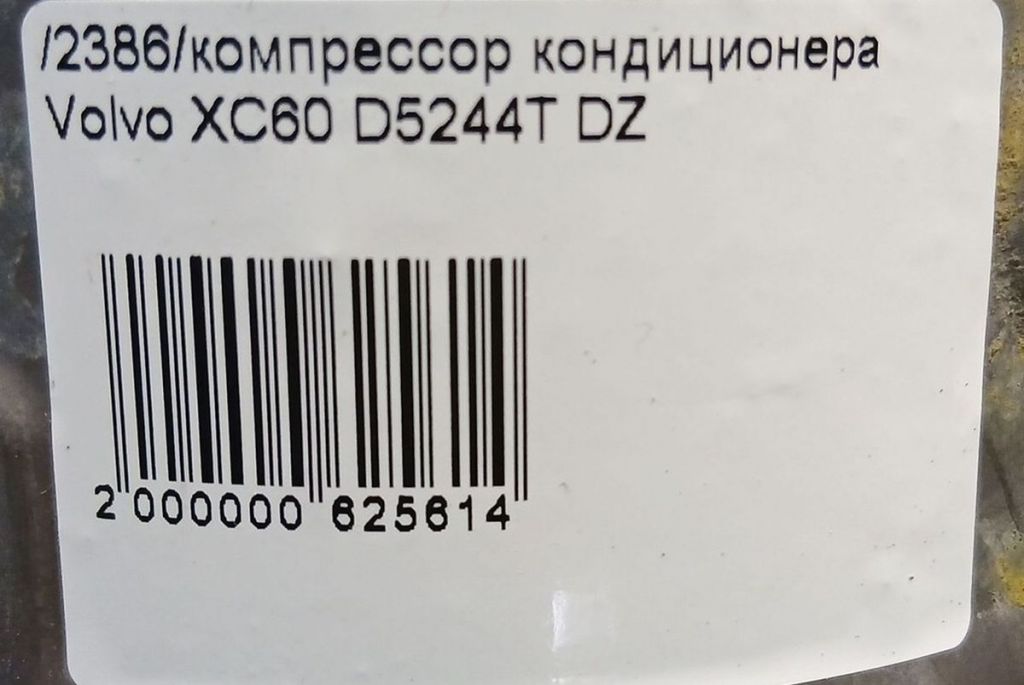 /2386/компрессор кондиционера
Volvo XC60 D5244T DZ
2 000000 625614